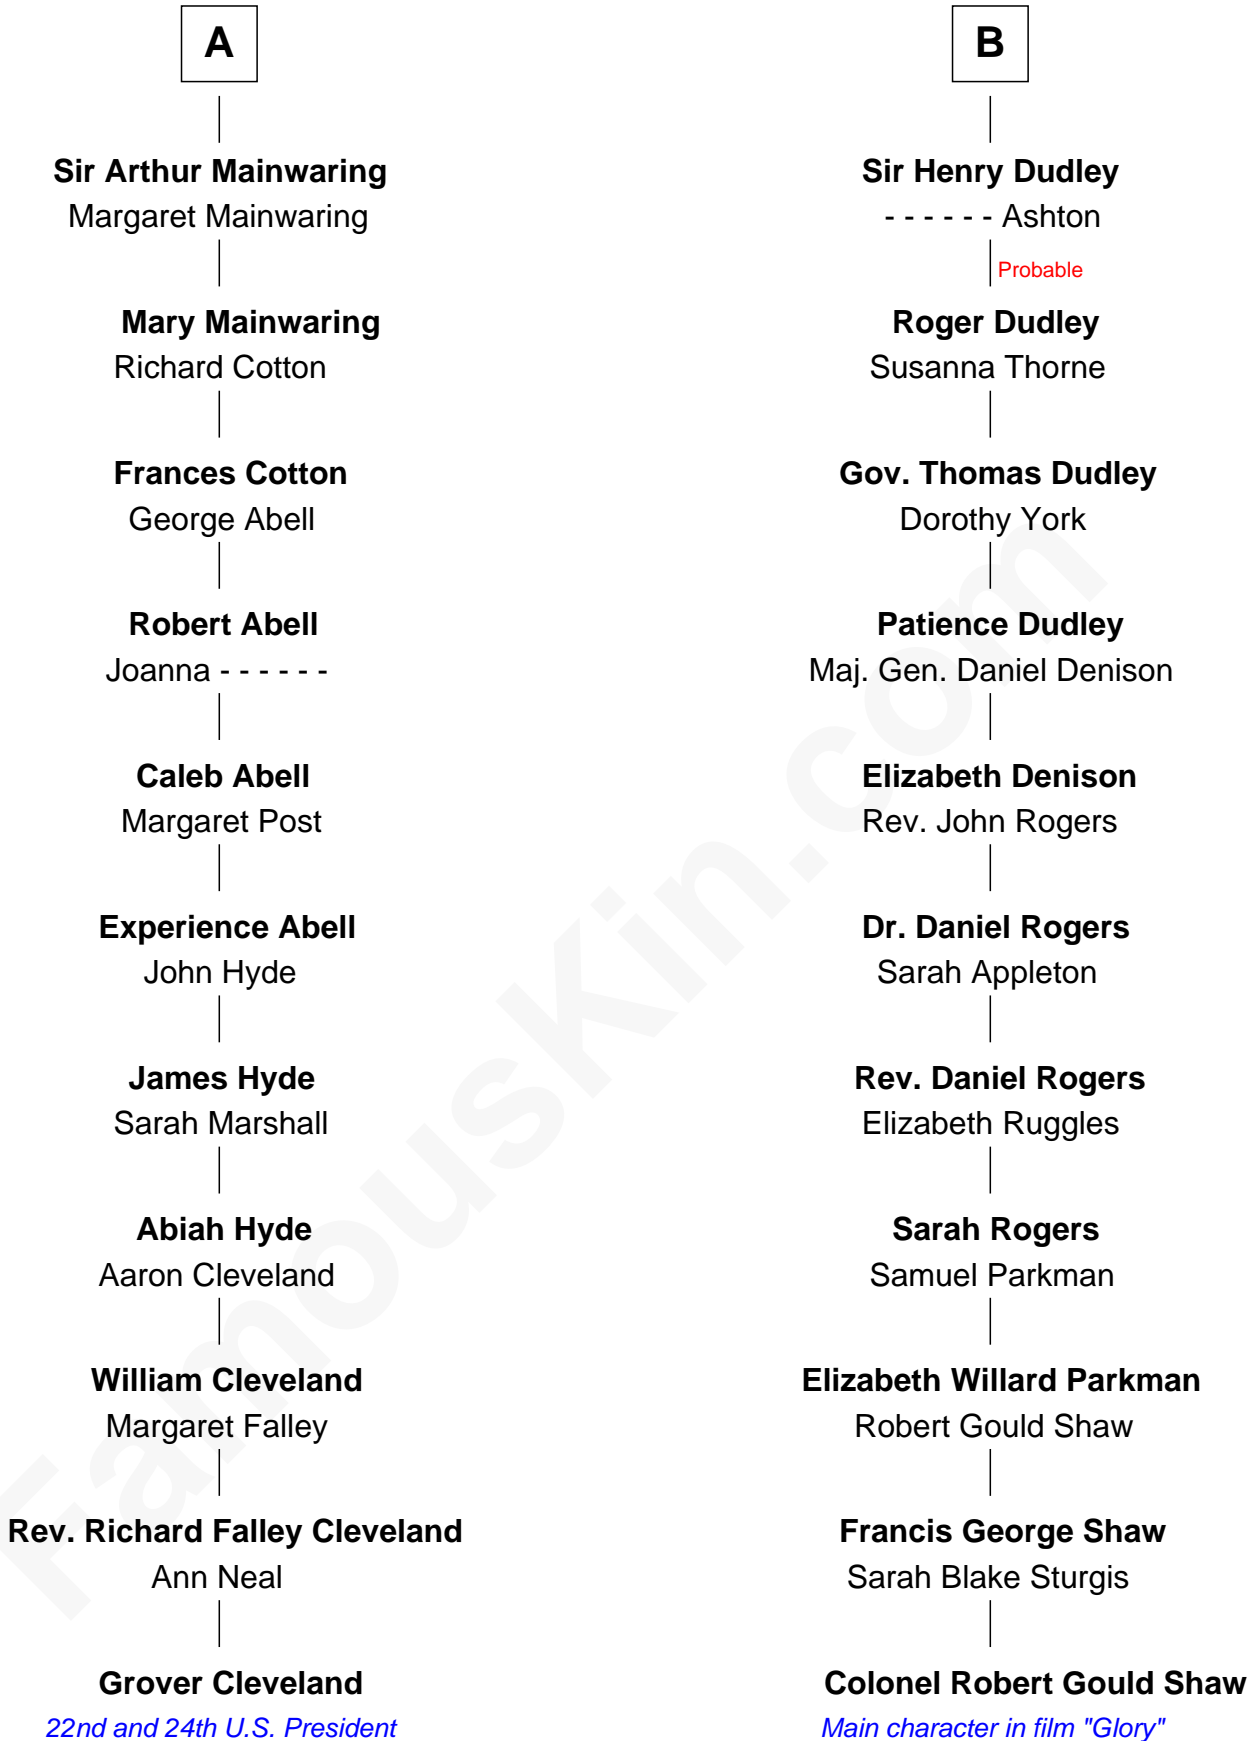 A
Sir Arthur Mainwaring
Margaret Mainwaring
Mary Mainwaring
Richard Cotton
Frances Cotton
George Abell
Robert Abell
Joanna - - - - - -
Caleb Abell
Margaret Post
Experience Abell
John Hyde
James Hyde
Sarah Marshall
Abiah Hyde
Aaron Cleveland
William Cleveland
Margaret Falley
Rev. Richard Falley Cleveland
Ann Neal
Grover Cleveland
22nd and 24th U.S. President
B
Sir Henry Dudley
- - - - - - Ashton
Probable
Roger Dudley
Susanna Thorne
Gov. Thomas Dudley
Dorothy York
Patience Dudley
Maj. Gen. Daniel Denison
Elizabeth Denison
Rev. John Rogers
Dr. Daniel Rogers
Sarah Appleton
Rev. Daniel Rogers
Elizabeth Ruggles
Sarah Rogers
Samuel Parkman
Elizabeth Willard Parkman
Robert Gould Shaw
Francis George Shaw
Sarah Blake Sturgis
Colonel Robert Gould Shaw
Main character in film "Glory"
FamousKin.com